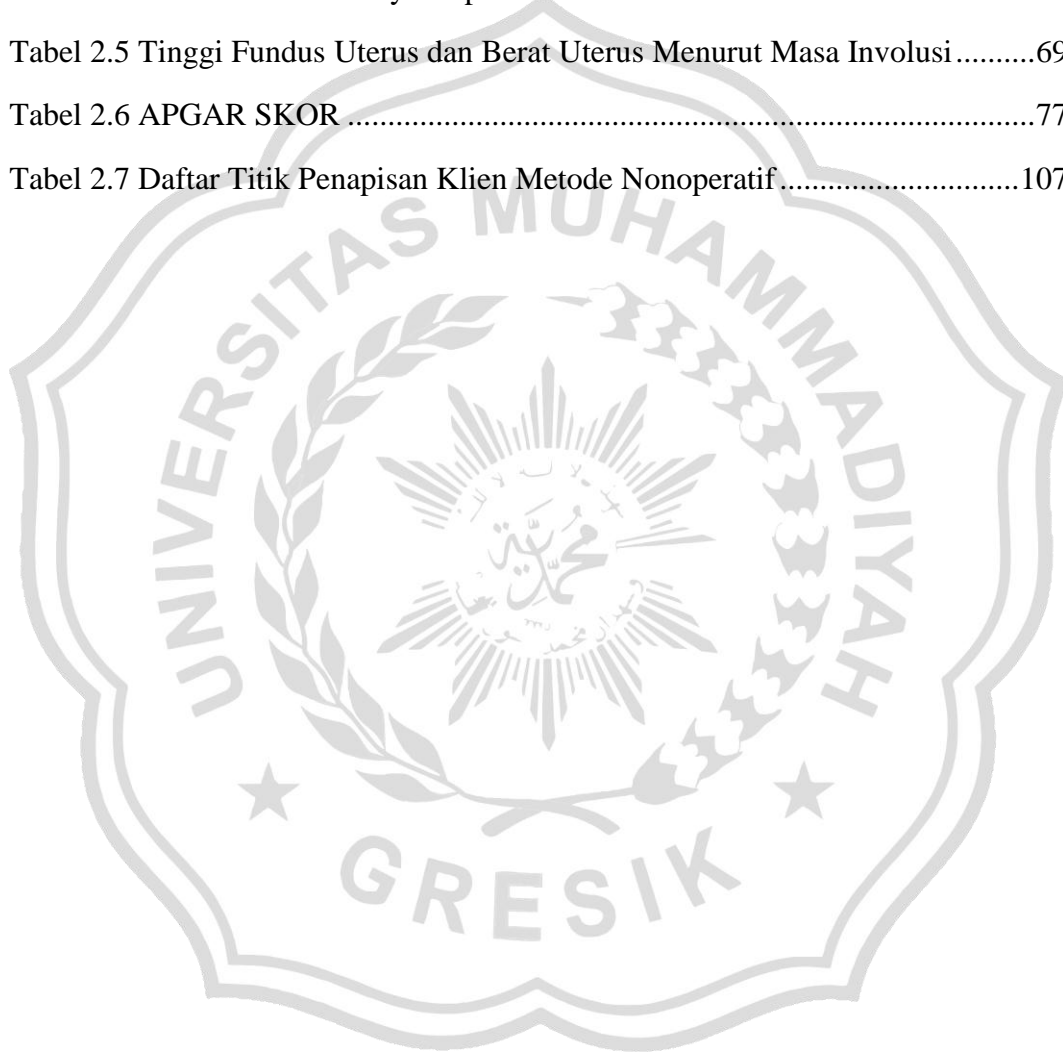 Tabel 2.5 Tinggi Fundus Uterus dan Berat Uterus Menurut Masa Involusi..........69
Tabel 2.6 APGAR SKOR ....................................................................................77
Tabel 2.7 Daftar Titik Penapisan Klien Metode Nonoperatif.............................107
UNIVERSITAS MUHAMMADIYAH
GRESIK